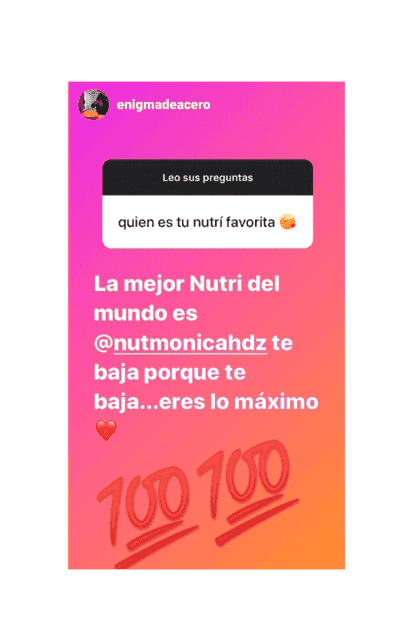 enigmadeacero
Leo sus preguntas
quien es tu nutrí favorita 😘
La mejor Nutri del
mundo es
@nutmonicahdz te
baja porque te
baja...eres lo máximo
❤️
💯 💯